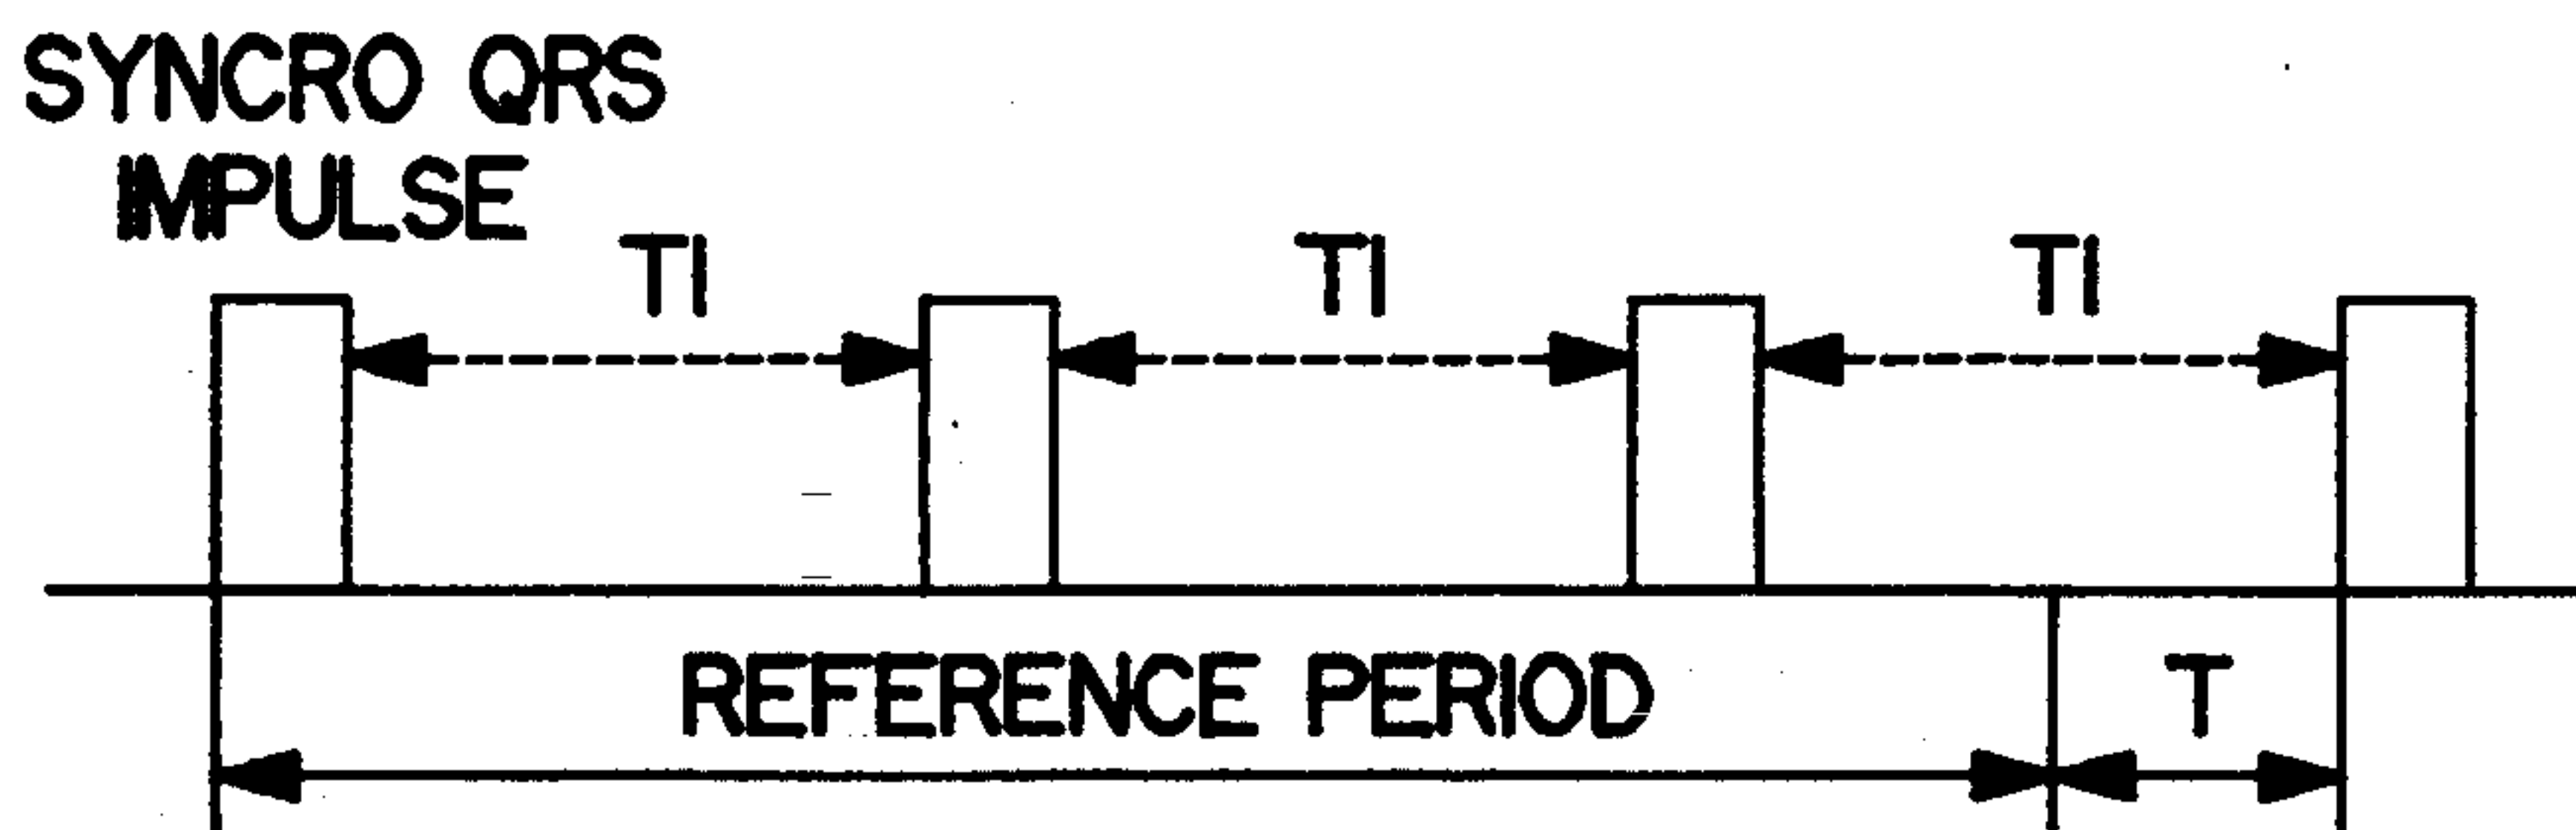 SYNCRO QRS
IMPULSE
TI TI TI
REFERENCE PERIOD T